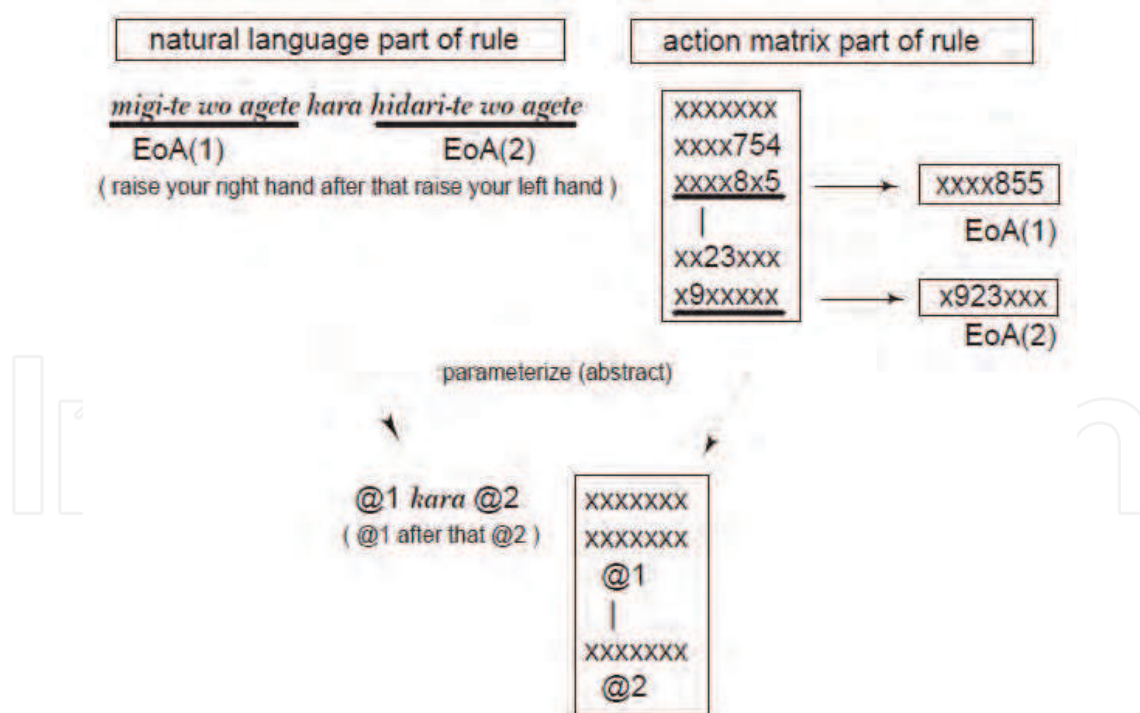 natural language part of rule
action matrix part of rule
migi-te wo agete kara hidari-te wo agete
EoA(1) EoA(2)
( raise your right hand after that raise your left hand )
xxxxxxx
xxxx754
xxxx8x5
|
xx23xxx
x9xxxxx
xxxx855
EoA(1)
x923xxx
EoA(2)
parameterize (abstract)
@1 kara @2
( @1 after that @2 )
xxxxxxx
xxxxxxx
@1
|
xxxxxxx
@2